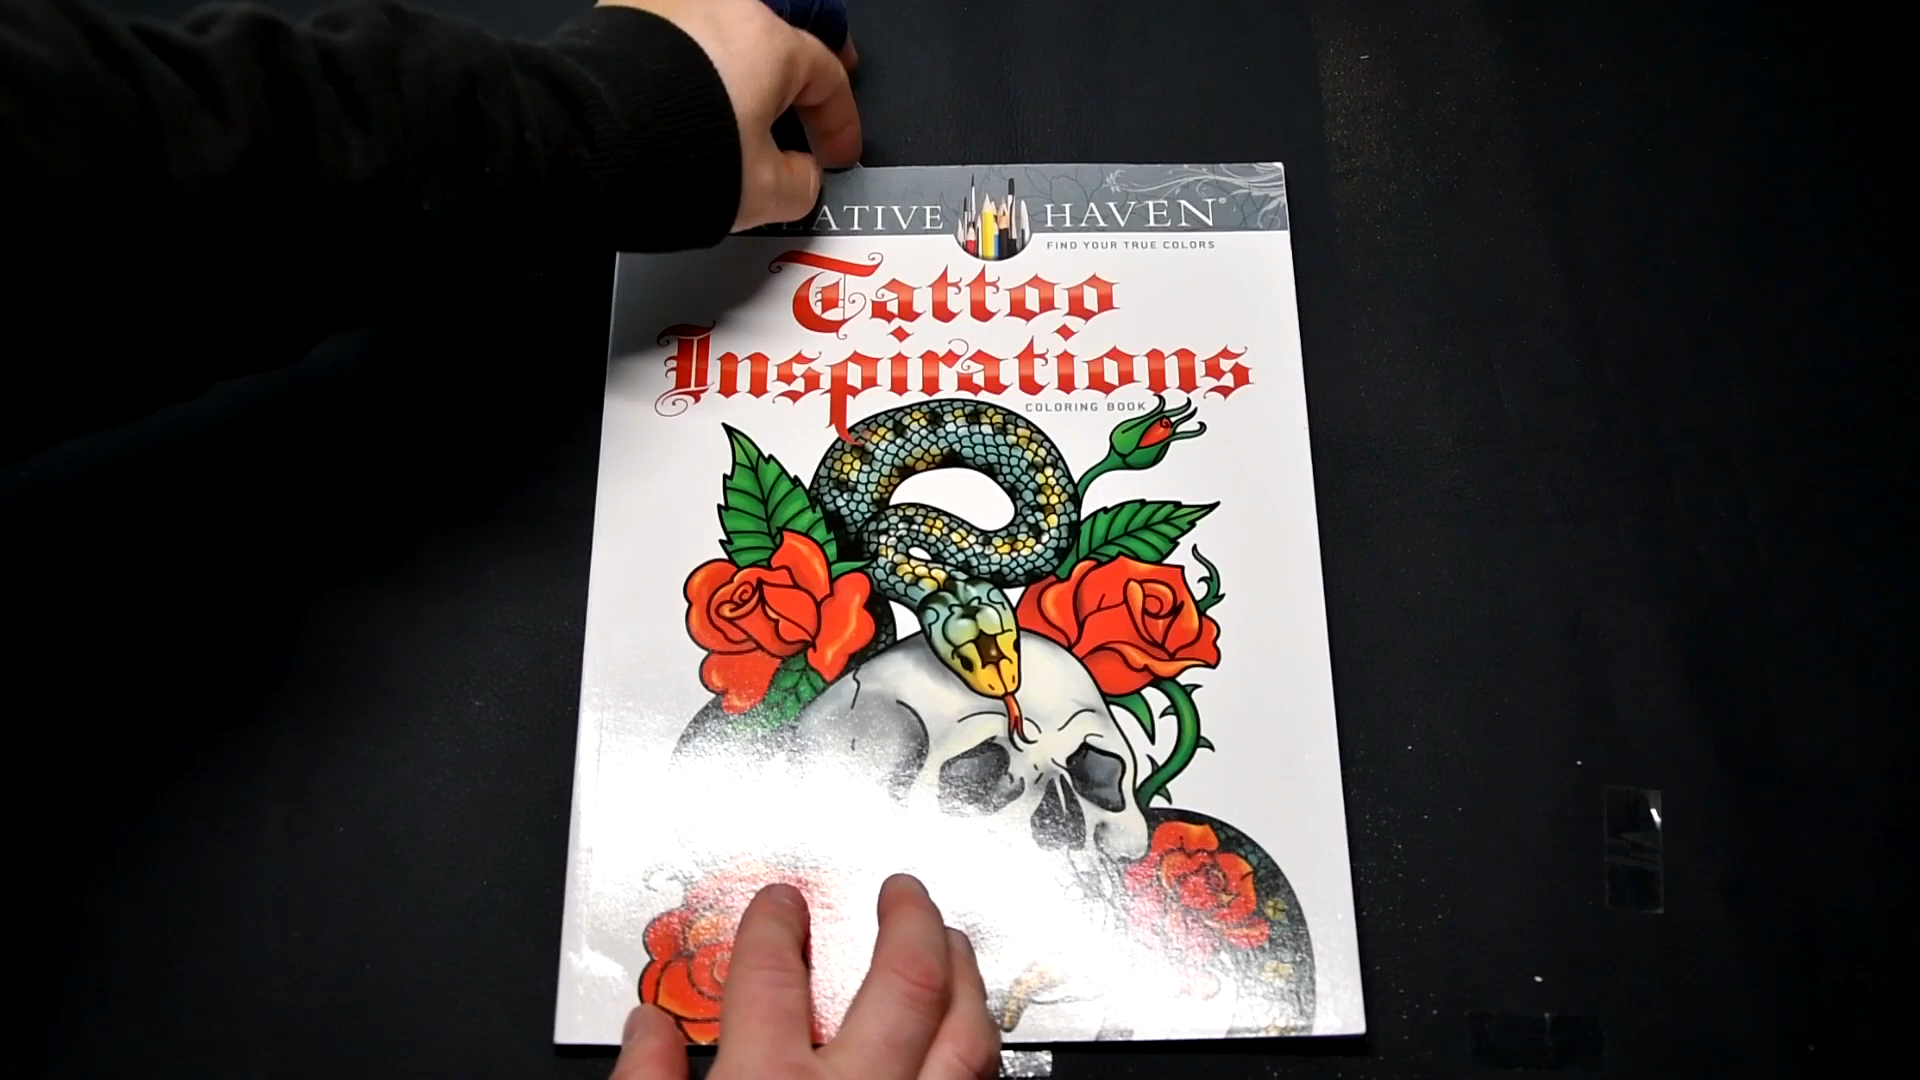 EATIVE HAVEN®
FIND YOUR TRUE COLORS
Tattoo
Inspirations
COLORING BOOK